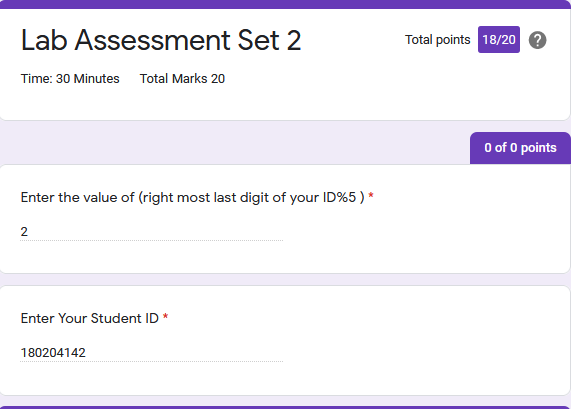 Lab Assessment Set 2
Total points 18/20 ?
Time: 30 Minutes Total Marks 20
0 of 0 points
Enter the value of (right most last digit of your ID%5 ) *
2
Enter Your Student ID *
180204142